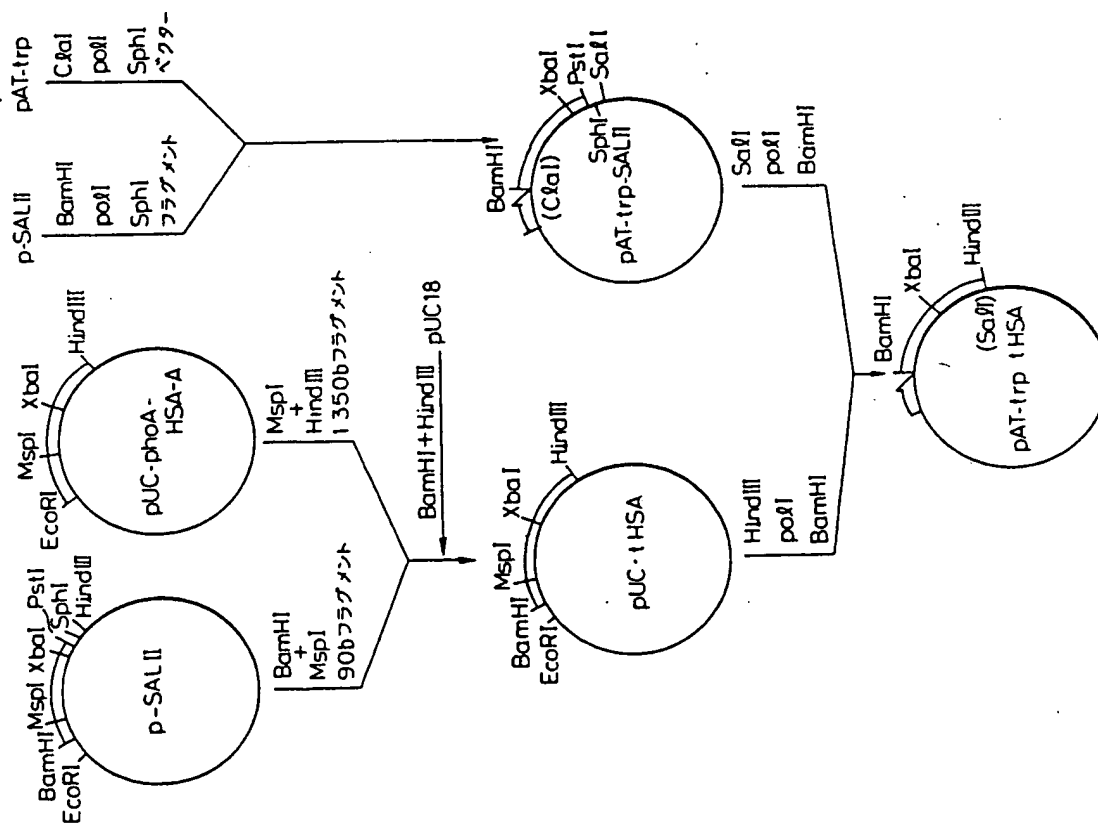 EcoRI
BamHI
MspI
XbaI
PstI
SphI
HindIII
p-SALII
BamHI
+
MspI
90bフラグメント
EcoRI
MspI
XbaI
HindIII
pUC-phoA-
HSA-A
MspI
+
HindIII
1350bフラグメント
BamHI+HindIII
pUC18
p-SALII
BamHI
polI
SphI
フラグメント
pAT-trp
ClaI
polI
SphI
ベクター
EcoRI
BamHI
MspI
XbaI
HindIII
pUC・tHSA
HindIII
polI
BamHI
BamHI
(ClaI)
XbaI
PstI
SphI
SalI
pAT-trp-SALII
SalI
polI
BamHI
BamHI
XbaI
HindIII
(SalI)
pAT-trp tHSA